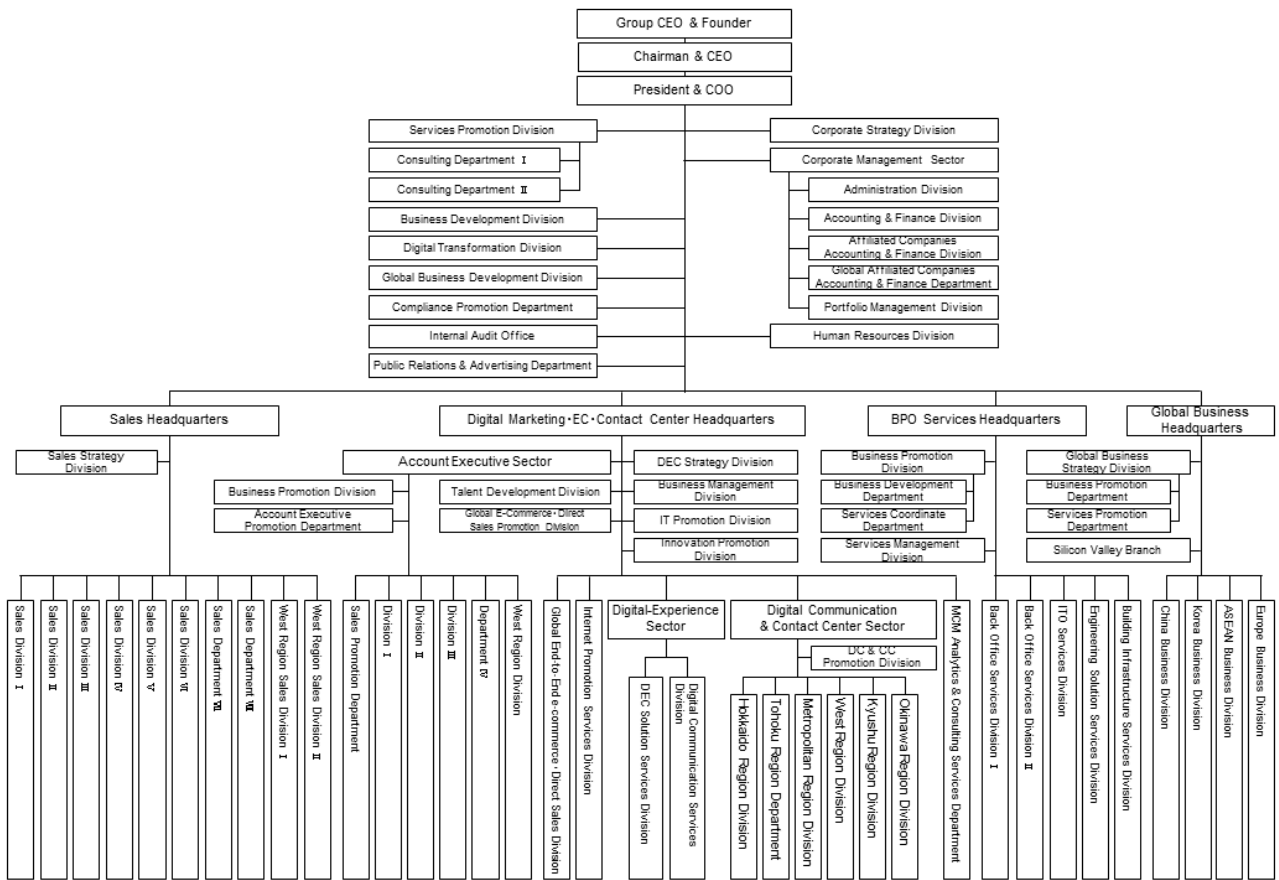 Group CEO & Founder
Chairman & CEO
President & COO
Services Promotion Division
Corporate Strategy Division
Consulting Department Ⅰ
Corporate Management Sector
Consulting Department Ⅱ
Administration Division
Business Development Division
Accounting & Finance Division
Digital Transformation Division
Affiliated Companies
Accounting & Finance Division
Global Business Development Division
Global Affiliated Companies
Accounting & Finance Department
Compliance Promotion Department
Portfolio Management Division
Internal Audit Office
Human Resources Division
Public Relations & Advertising Department
Sales Headquarters
Digital Marketing・EC・Contact Center Headquarters
BPO Services Headquarters
Global Business
Headquarters
Sales Strategy
Division
Account Executive Sector
DEC Strategy Division
Business Promotion
Division
Global Business
Strategy Division
Business Promotion Division
Talent Development Division
Business Management
Division
Business Development
Department
Business Promotion
Department
Account Executive
Promotion Department
Global E-Commerce・Direct
Sales Promotion Division
IT Promotion Division
Services Coordinate
Department
Services Promotion
Department
Innovation Promotion
Division
Services Management
Division
Silicon Valley Branch
Sales Division Ⅰ
Sales Division Ⅱ
Sales Division Ⅲ
Sales Division Ⅳ
Sales Division Ⅴ
Sales Division Ⅵ
Sales Department Ⅶ
Sales Department Ⅷ
West Region Sales Division Ⅰ
West Region Sales Division Ⅱ
Sales Promotion Department
Division Ⅰ
Division Ⅱ
Division Ⅲ
Department Ⅳ
West Region Division
Global End-to-End e-commerce・Direct Sales Division
Internet Promotion Services Division
Digital-Experience
Sector
DEC Solution Services Division
Digital Communication Services
Division
Digital Communication
& Contact Center Sector
DC & CC
Promotion Division
Hokkaido Region Division
Tohoku Region Department
Metropolitan Region Division
West Region Division
Kyushu Region Division
Okinawa Region Division
MCM Analytics & Consulting Services Department
Back Office Services Division Ⅰ
Back Office Services Division Ⅱ
ITO Services Division
Engineering Solution Services Division
Building Infrastructure Services Division
China Business Division
Korea Business Division
ASEAN Business Division
Europe Business Division